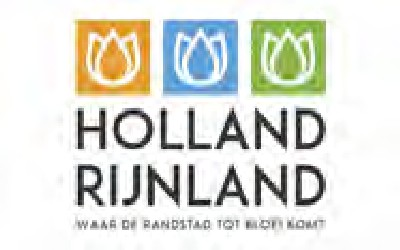 HOLLAND
RIJNLAND
WAAR DE RANDSTAD TOT BLOEI KOMT